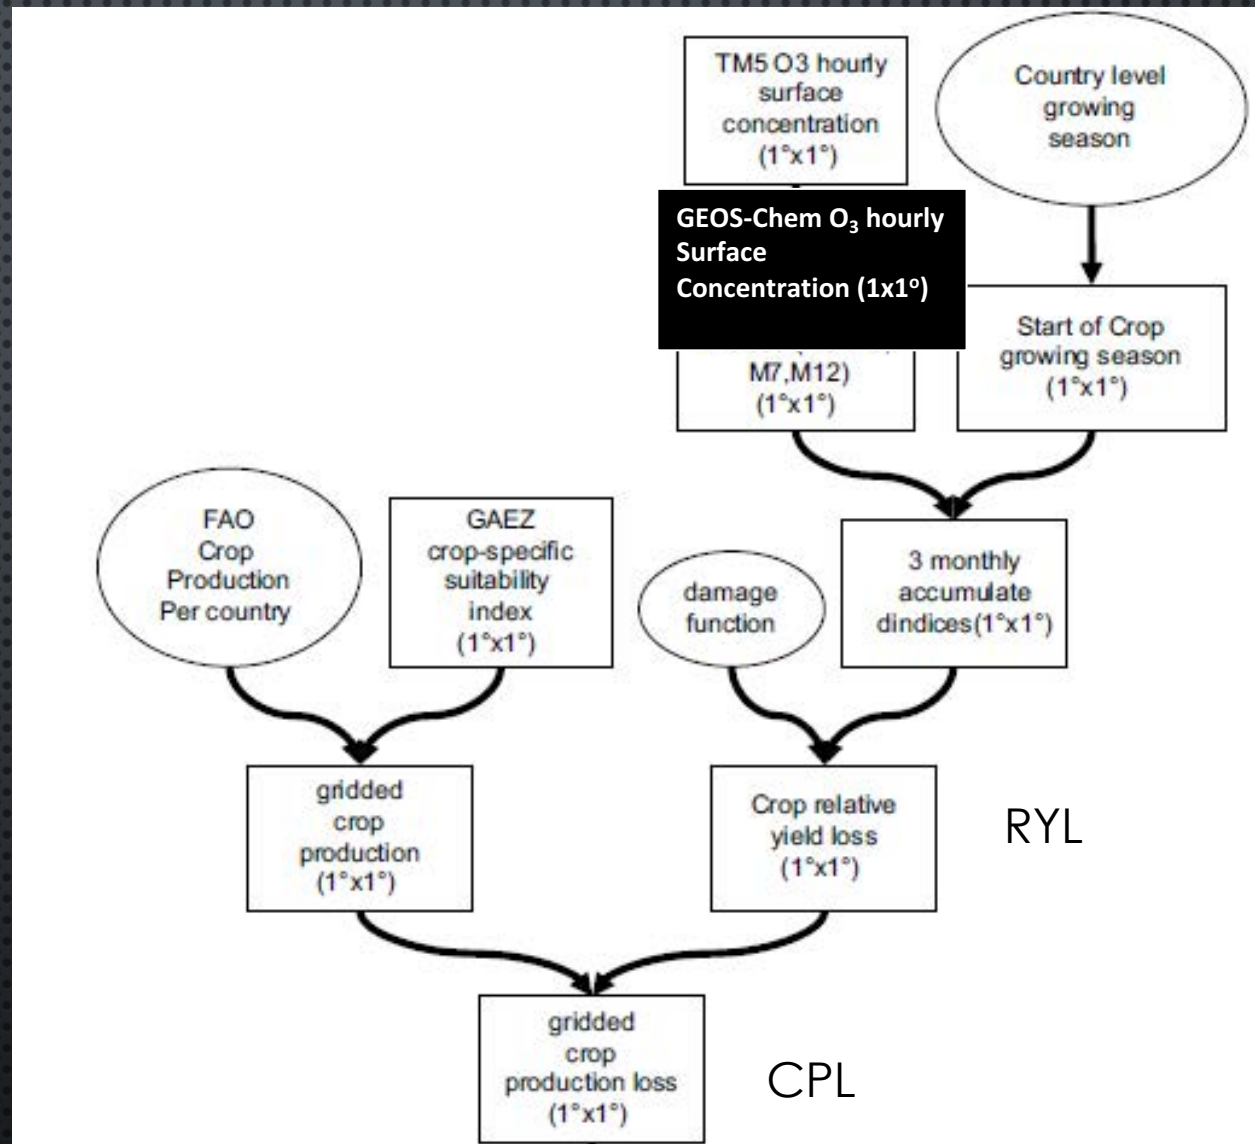 TM5 O3 hourly
surface
concentration
(1°x1°)
Country level
growing
season
GEOS-Chem O₃ hourly
Surface
Concentration (1x1ᵒ)
M7,M12)
(1°x1°)
Start of Crop
growing season
(1°x1°)
FAO
Crop
Production
Per country
GAEZ
crop-specific
suitability
index
(1°x1°)
damage
function
3 monthly
accumulate
dindices(1°x1°)
gridded
crop
production
(1°x1°)
Crop relative
yield loss
(1°x1°)
RYL
gridded
crop
production loss
(1°x1°)
CPL